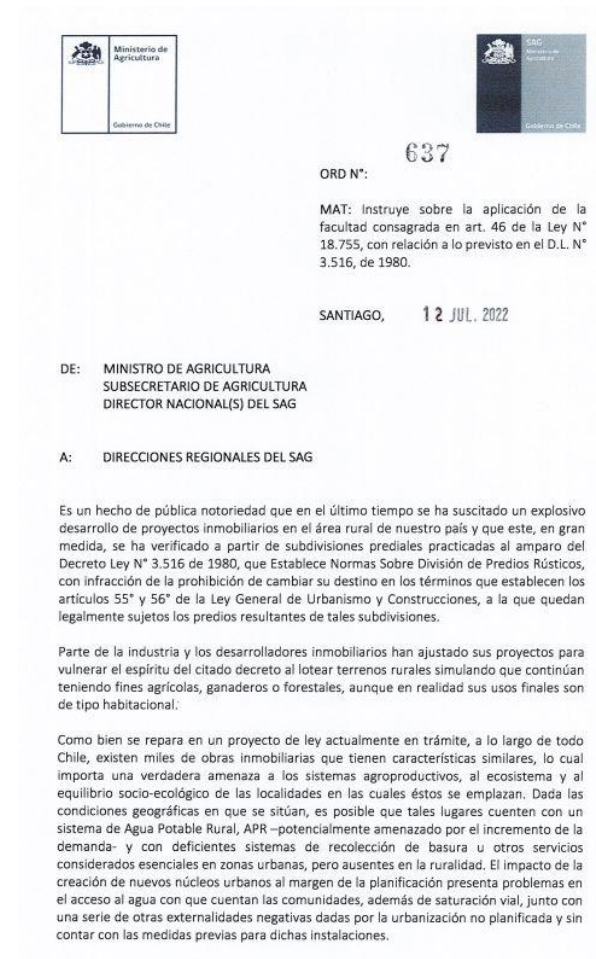 Ministerio de
Agricultura
Gobierno de Chile
SAG
Ministerio de
Agricultura
Gobierno de Chile
637
ORD N°:
MAT: Instruye sobre la aplicación de la
facultad consagrada en art. 46 de la Ley N°
18.755, con relación a lo previsto en el D.L. N°
3.516, de 1980.
SANTIAGO, 12 JUL. 2022
DE: MINISTRO DE AGRICULTURA
SUBSECRETARIO DE AGRICULTURA
DIRECTOR NACIONAL(S) DEL SAG
A: DIRECCIONES REGIONALES DEL SAG
Es un hecho de pública notoriedad que en el último tiempo se ha suscitado un explosivo
desarrollo de proyectos inmobiliarios en el área rural de nuestro país y que este, en gran
medida, se ha verificado a partir de subdivisiones prediales practicadas al amparo del
Decreto Ley N° 3.516 de 1980, que Establece Normas Sobre División de Predios Rústicos,
con infracción de la prohibición de cambiar su destino en los términos que establecen los
artículos 55° y 56° de la Ley General de Urbanismo y Construcciones, a la que quedan
legalmente sujetos los predios resultantes de tales subdivisiones.
Parte de la industria y los desarrolladores inmobiliarios han ajustado sus proyectos para
vulnerar el espíritu del citado decreto al lotear terrenos rurales simulando que continúan
teniendo fines agrícolas, ganaderos o forestales, aunque en realidad sus usos finales son
de tipo habitacional.
Como bien se repara en un proyecto de ley actualmente en trámite, a lo largo de todo
Chile, existen miles de obras inmobiliarias que tienen características similares, lo cual
importa una verdadera amenaza a los sistemas agroproductivos, al ecosistema y al
equilibrio socio-ecológico de las localidades en las cuales éstos se emplazan. Dada las
condiciones geográficas en que se sitúan, es posible que tales lugares cuenten con un
sistema de Agua Potable Rural, APR –potencialmente amenazado por el incremento de la
demanda- y con deficientes sistemas de recolección de basura u otros servicios
considerados esenciales en zonas urbanas, pero ausentes en la ruralidad. El impacto de la
creación de nuevos núcleos urbanos al margen de la planificación presenta problemas en
el acceso al agua con que cuentan las comunidades, además de saturación vial, junto con
una serie de otras externalidades negativas dadas por la urbanización no planificada y sin
contar con las medidas previas para dichas instalaciones.